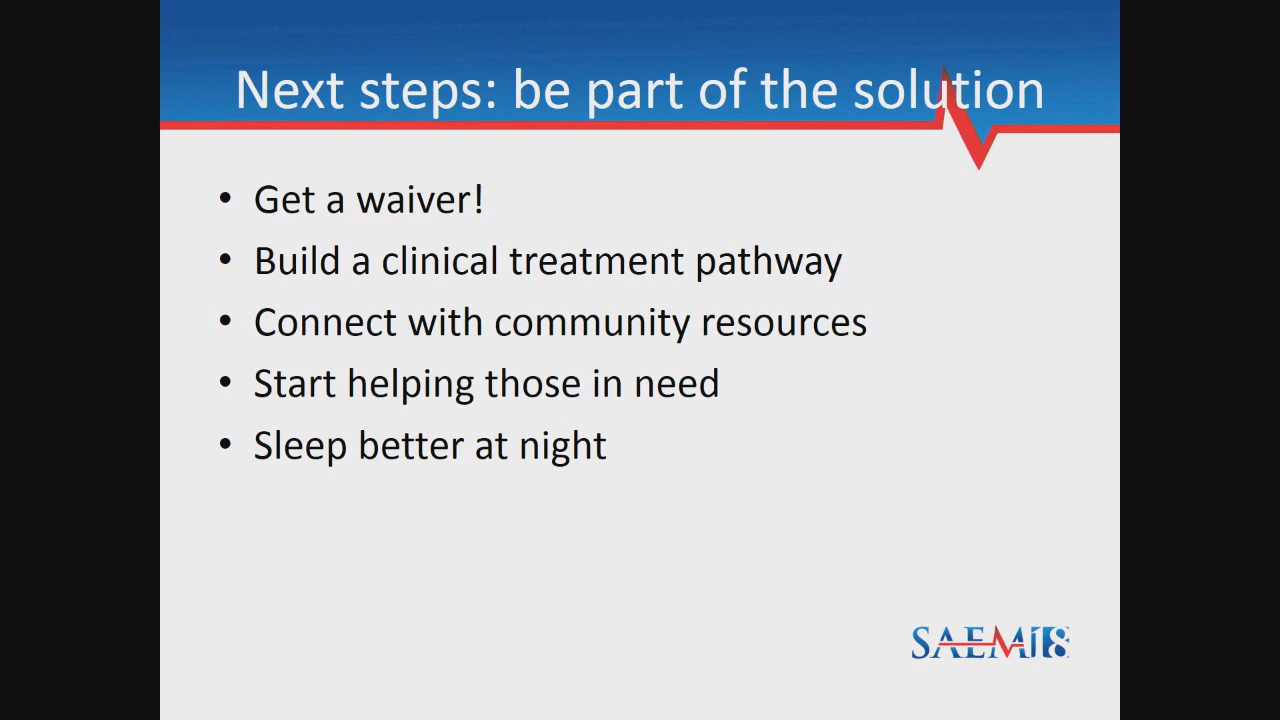 Next steps: be part of the solution
• Get a waiver!
• Build a clinical treatment pathway
• Connect with community resources
• Start helping those in need
• Sleep better at night
SAEM18